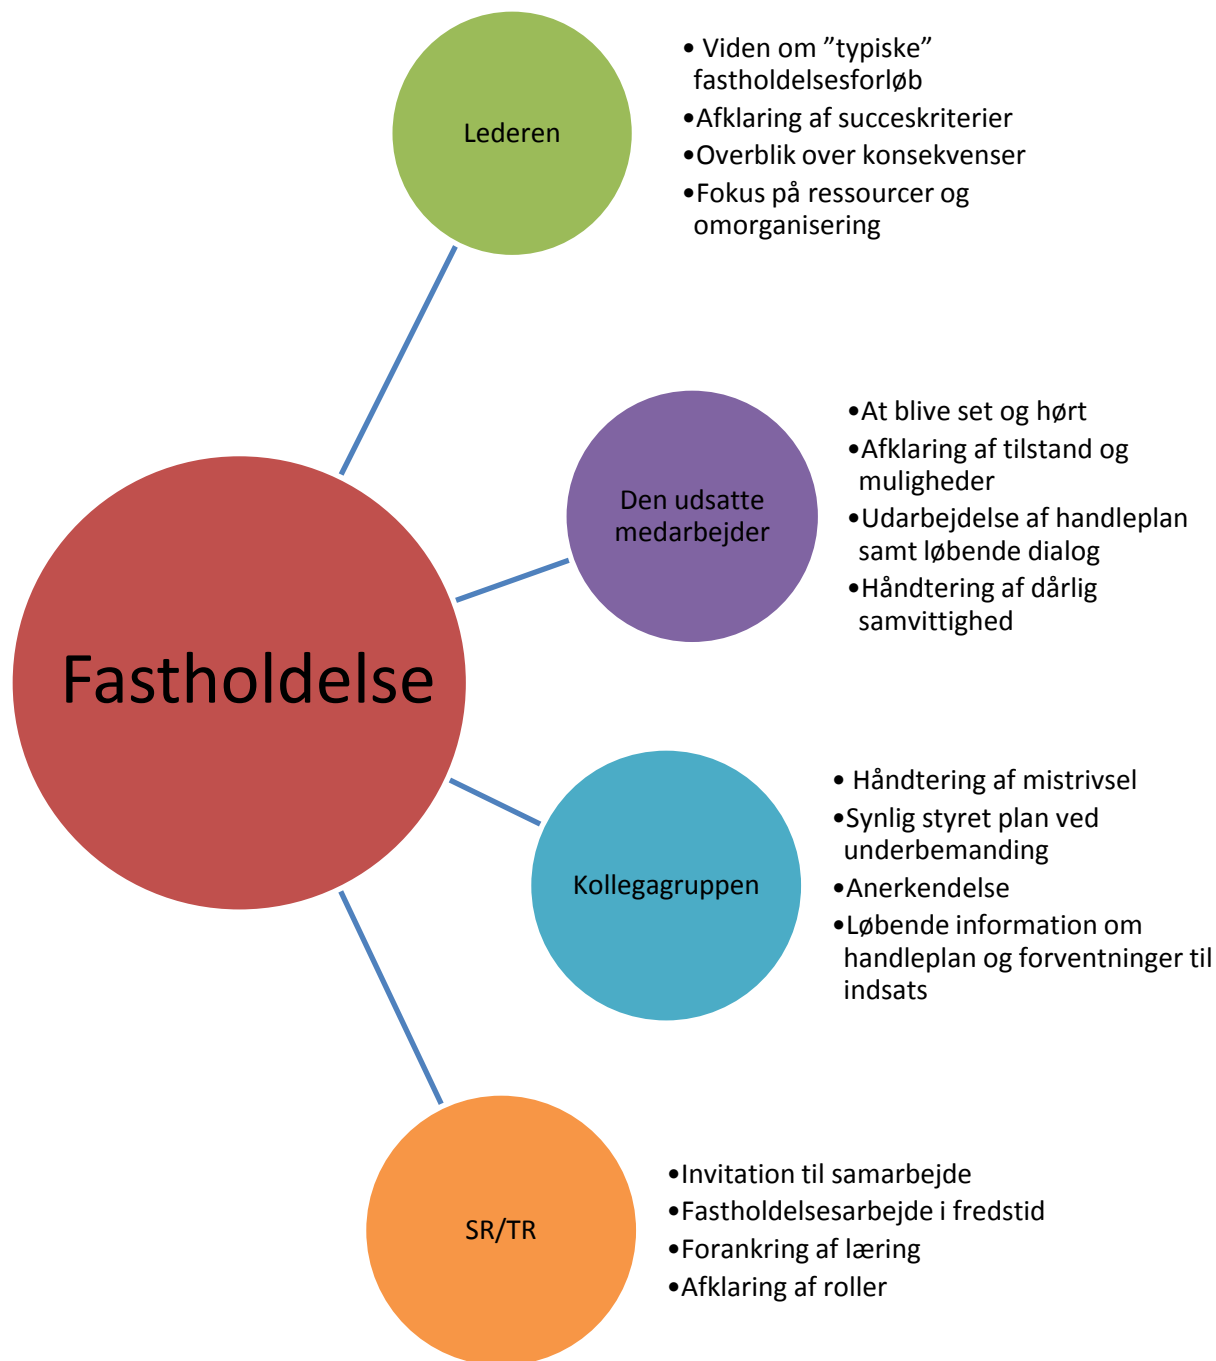 Lederen
• Viden om ”typiske”
fastholdelsesforløb
•Afklaring af succeskriterier
•Overblik over konsekvenser
•Fokus på ressourcer og
omorganisering
Den udsatte
medarbejder
•At blive set og hørt
•Afklaring af tilstand og
muligheder
•Udarbejdelse af handleplan
samt løbende dialog
•Håndtering af dårlig
samvittighed
Fastholdelse
Kollegagruppen
• Håndtering af mistrivsel
•Synlig styret plan ved
underbemanding
•Anerkendelse
•Løbende information om
handleplan og forventninger til
indsats
SR/TR
•Invitation til samarbejde
•Fastholdelsesarbejde i fredstid
•Forankring af læring
•Afklaring af roller